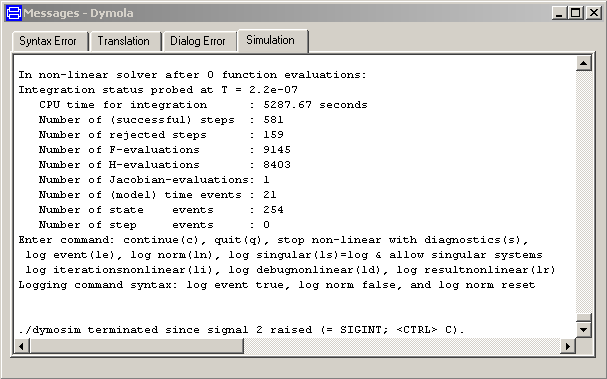 Messages - Dymola
Syntax Error Translation Dialog Error Simulation
In non-linear solver after 0 function evaluations:
Integration status probed at T = 2.2e-07
   CPU time for integration      : 5287.67 seconds
   Number of (successful) steps  : 581
   Number of rejected steps      : 159
   Number of F-evaluations       : 9145
   Number of H-evaluations       : 8403
   Number of Jacobian-evaluations: 1
   Number of (model) time events : 21
   Number of state    events     : 254
   Number of step     events     : 0
Enter command: continue(c), quit(q), stop non-linear with diagnostics(s),
 log event(le), log norm(ln), log singular(ls)=log & allow singular systems
 log iterationsnonlinear(li), log debugnonlinear(ld), log resultnonlinear(lr)
Logging command syntax: log event true, log norm false, and log norm reset
./dymosim terminated since signal 2 raised (= SIGINT; <CTRL> C).